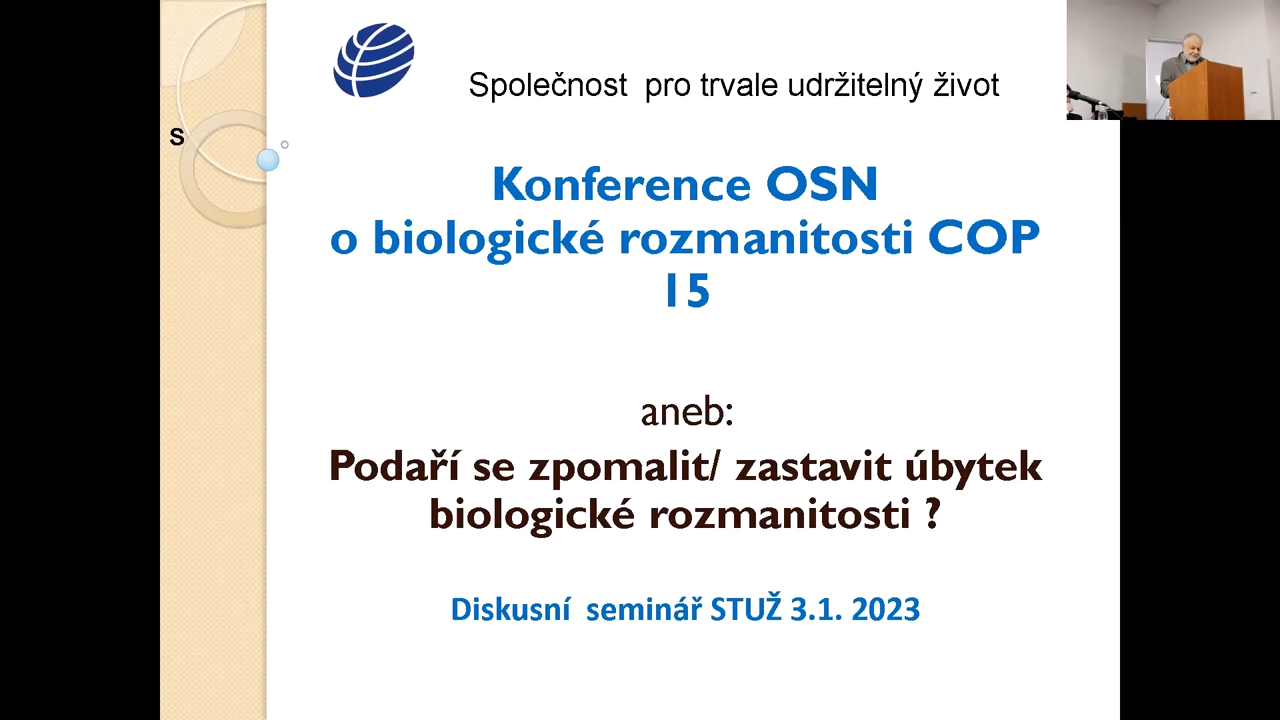 Společnost pro trvale udržitelný život
S
Konference OSN
o biologické rozmanitosti COP
15
aneb:
Podaří se zpomalit/ zastavit úbytek
biologické rozmanitosti ?
Diskusní seminář STUŽ 3.1. 2023